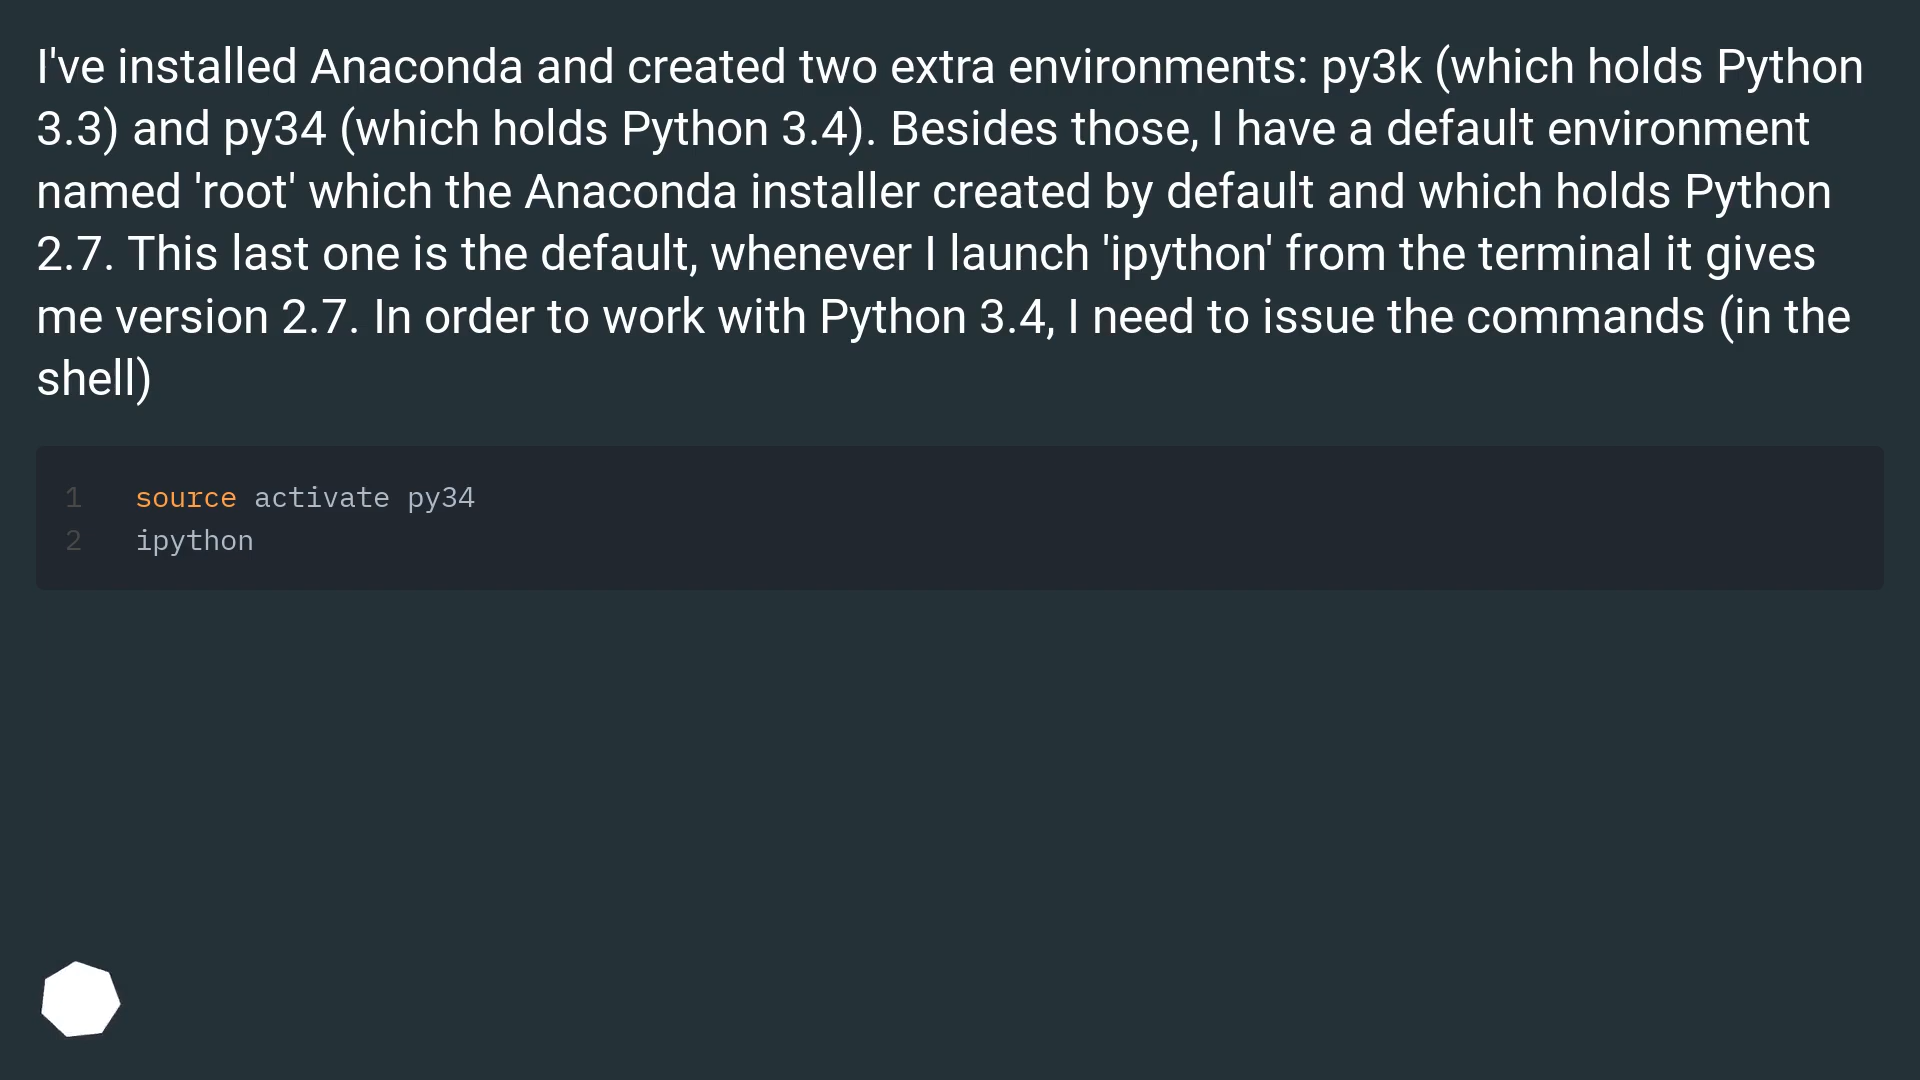 I've installed Anaconda and created two extra environments: py3k (which holds Python
3.3) and py34 (which holds Python 3.4). Besides those, I have a default environment
named 'root' which the Anaconda installer created by default and which holds Python
2.7. This last one is the default, whenever I launch 'ipython' from the terminal it gives
me version 2.7. In order to work with Python 3.4, I need to issue the commands (in the
shell)
1 source activate py34
2 ipython